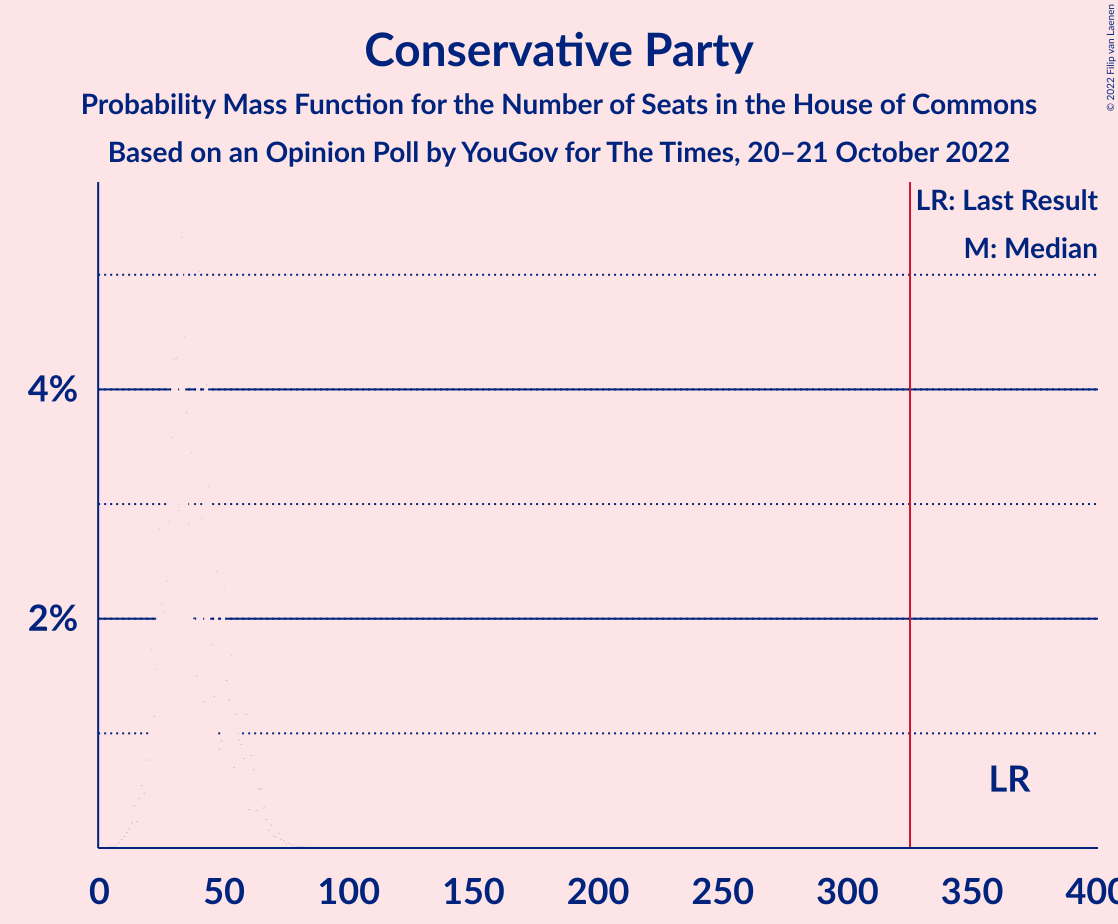 Conservative Party
Probability Mass Function for the Number of Seats in the House of Commons
Based on an Opinion Poll by YouGov for The Times, 20–21 October 2022
© 2022 Filip van Laenen
LR: Last Result
M: Median
4%
2%
LR
0 50 100 150 200 250 300 350 400